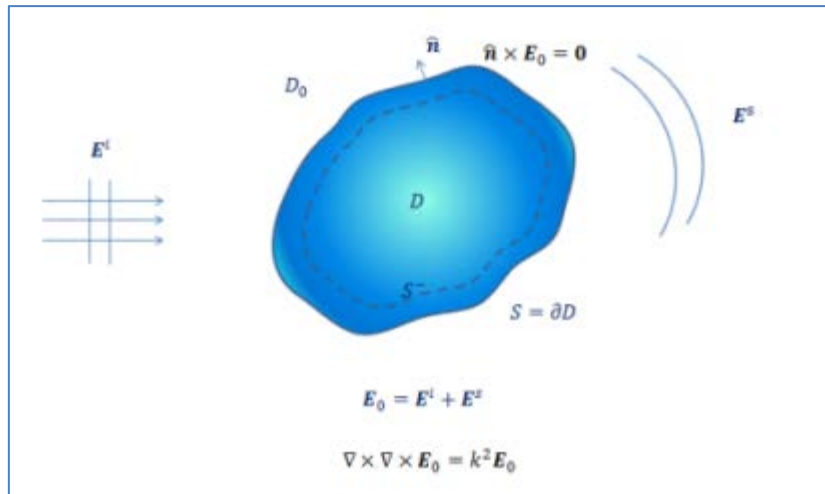 n̂
n̂ × E₀ = 0
D₀
Eˢ
Eⁱ
D
S⁻
S = ∂D
E₀ = Eⁱ + Eˢ
∇ × ∇ × E₀ = k²E₀